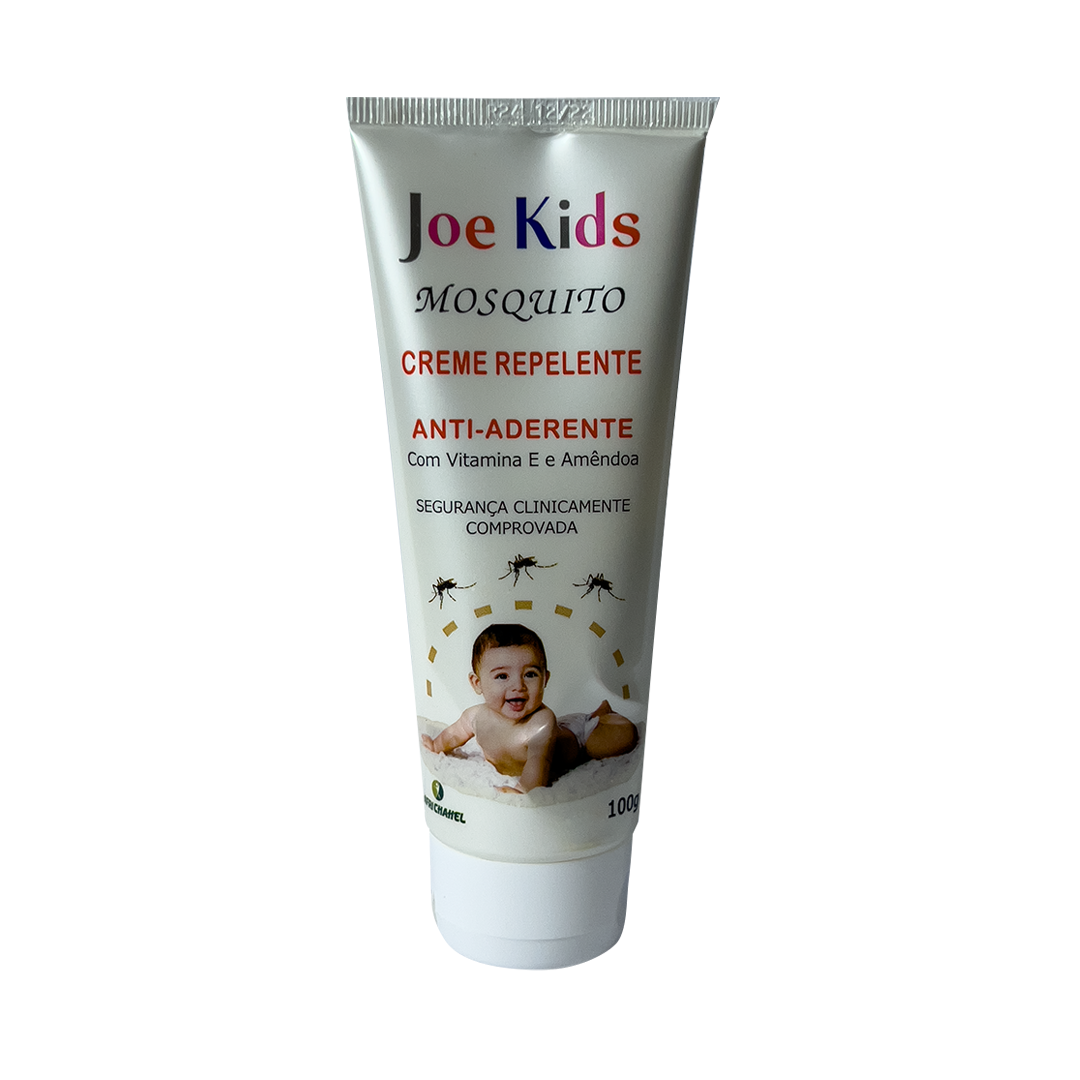 Joe Kids
MOSQUITO
CREME REPELENTE
ANTI-ADERENTE
Com Vitamina E e Amêndoa
SEGURANÇA CLINICAMENTE
COMPROVADA
100g